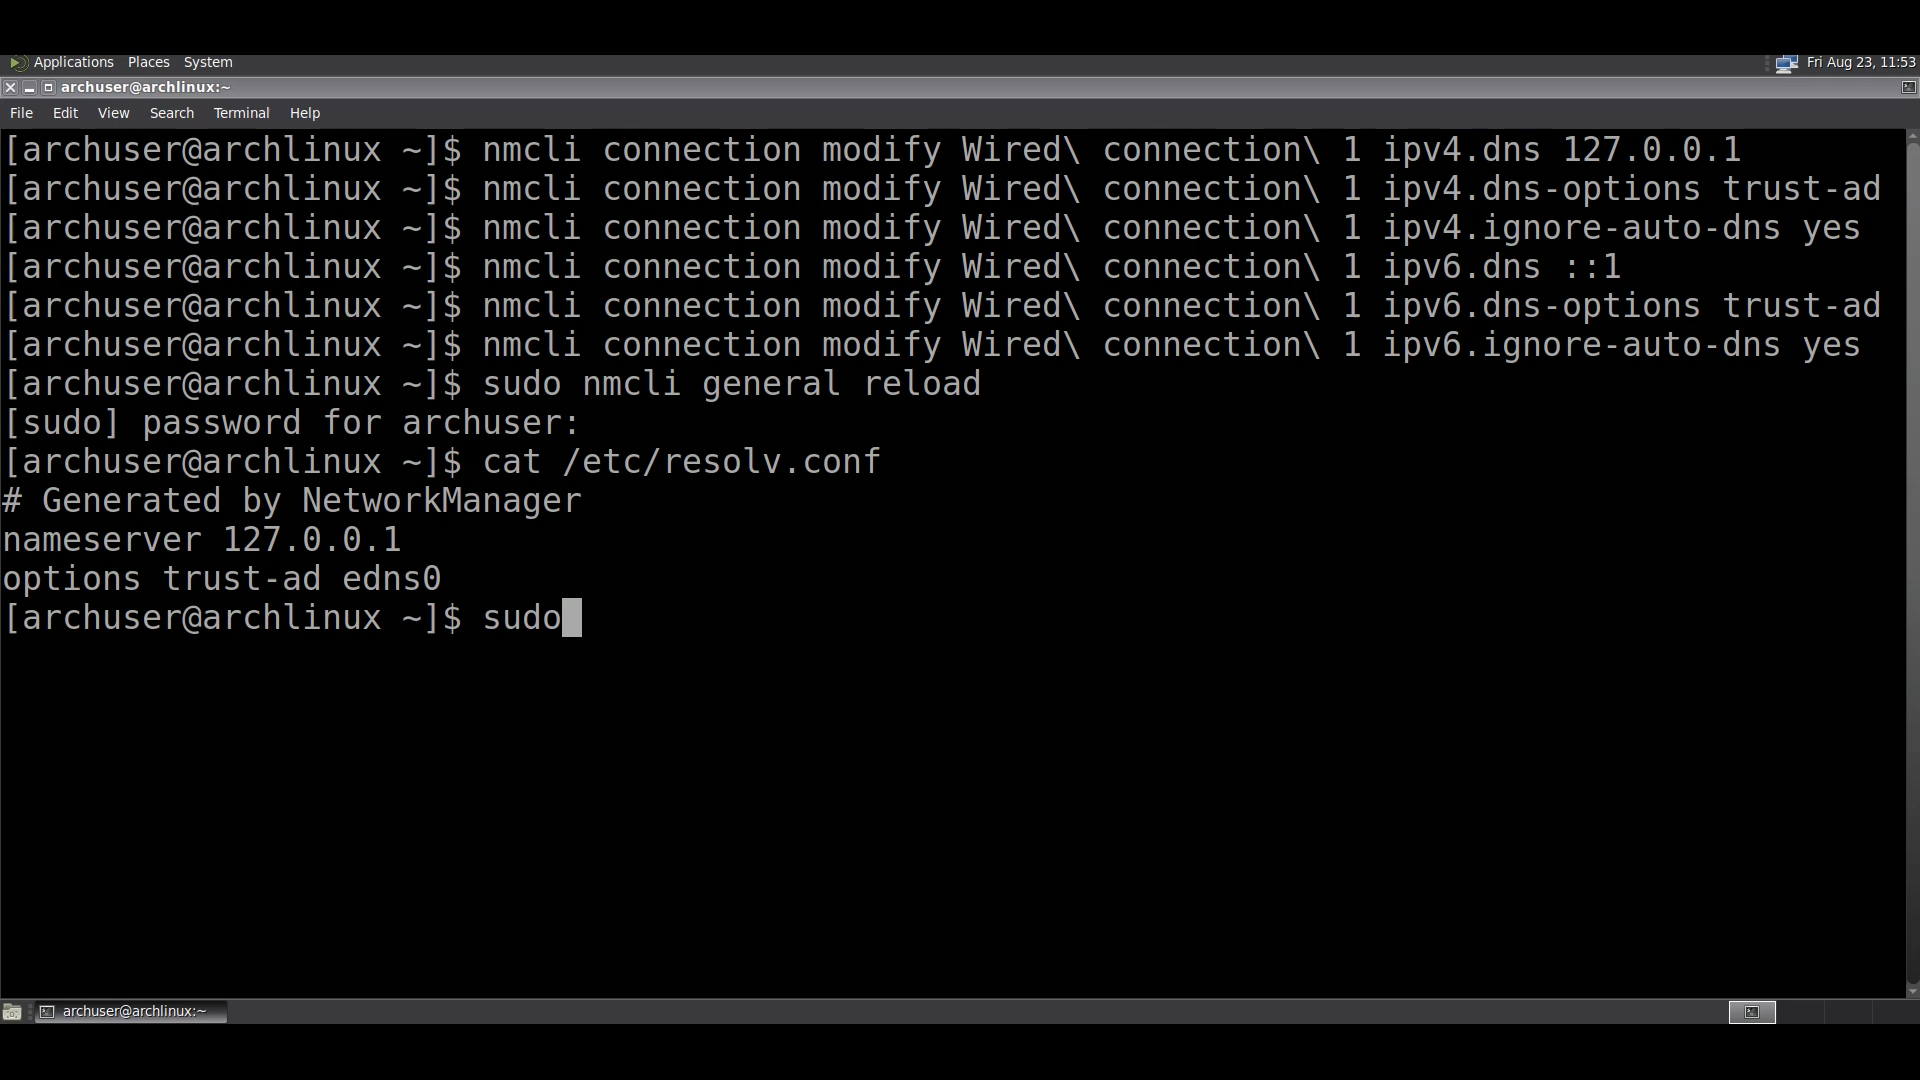 Applications Places System Fri Aug 23, 11:53
archuser@archlinux:~
File Edit View Search Terminal Help
[archuser@archlinux ~]$ nmcli connection modify Wired\ connection\ 1 ipv4.dns 127.0.0.1
[archuser@archlinux ~]$ nmcli connection modify Wired\ connection\ 1 ipv4.dns-options trust-ad
[archuser@archlinux ~]$ nmcli connection modify Wired\ connection\ 1 ipv4.ignore-auto-dns yes
[archuser@archlinux ~]$ nmcli connection modify Wired\ connection\ 1 ipv6.dns ::1
[archuser@archlinux ~]$ nmcli connection modify Wired\ connection\ 1 ipv6.dns-options trust-ad
[archuser@archlinux ~]$ nmcli connection modify Wired\ connection\ 1 ipv6.ignore-auto-dns yes
[archuser@archlinux ~]$ sudo nmcli general reload
[sudo] password for archuser:
[archuser@archlinux ~]$ cat /etc/resolv.conf
# Generated by NetworkManager
nameserver 127.0.0.1
options trust-ad edns0
[archuser@archlinux ~]$ sudo
archuser@archlinux:~